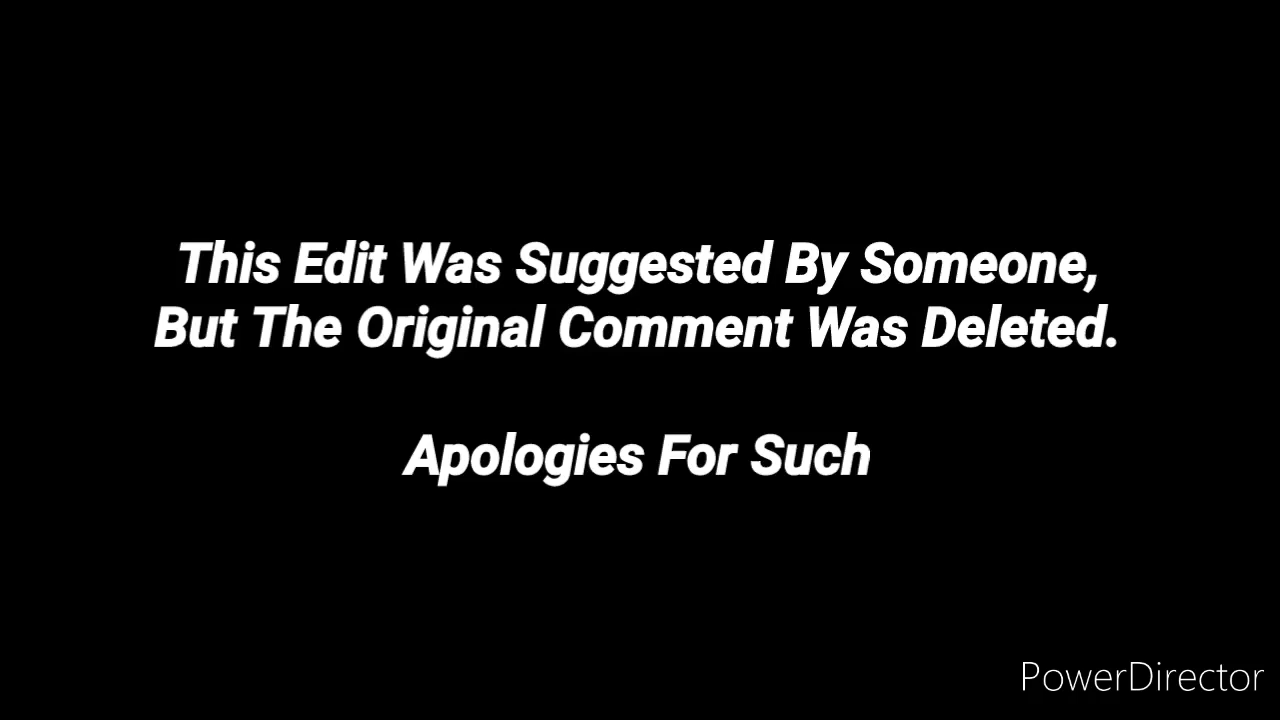 This Edit Was Suggested By Someone,
But The Original Comment Was Deleted.
Apologies For Such
PowerDirector